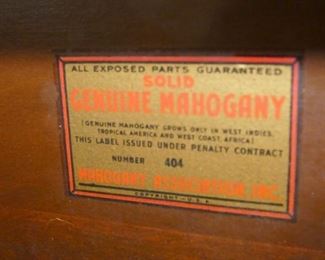 ALL EXPOSED PARTS GUARANTEED
SOLID
GENUINE MAHOGANY
(GENUINE MAHOGANY GROWS ONLY IN WEST INDIES,
TROPICAL AMERICA AND WEST COAST AFRICA)
THIS LABEL ISSUED UNDER PENALTY CONTRACT
NUMBER 404
MAHOGANY ASSOCIATION INC.
COPYRIGHT-U.S.A.